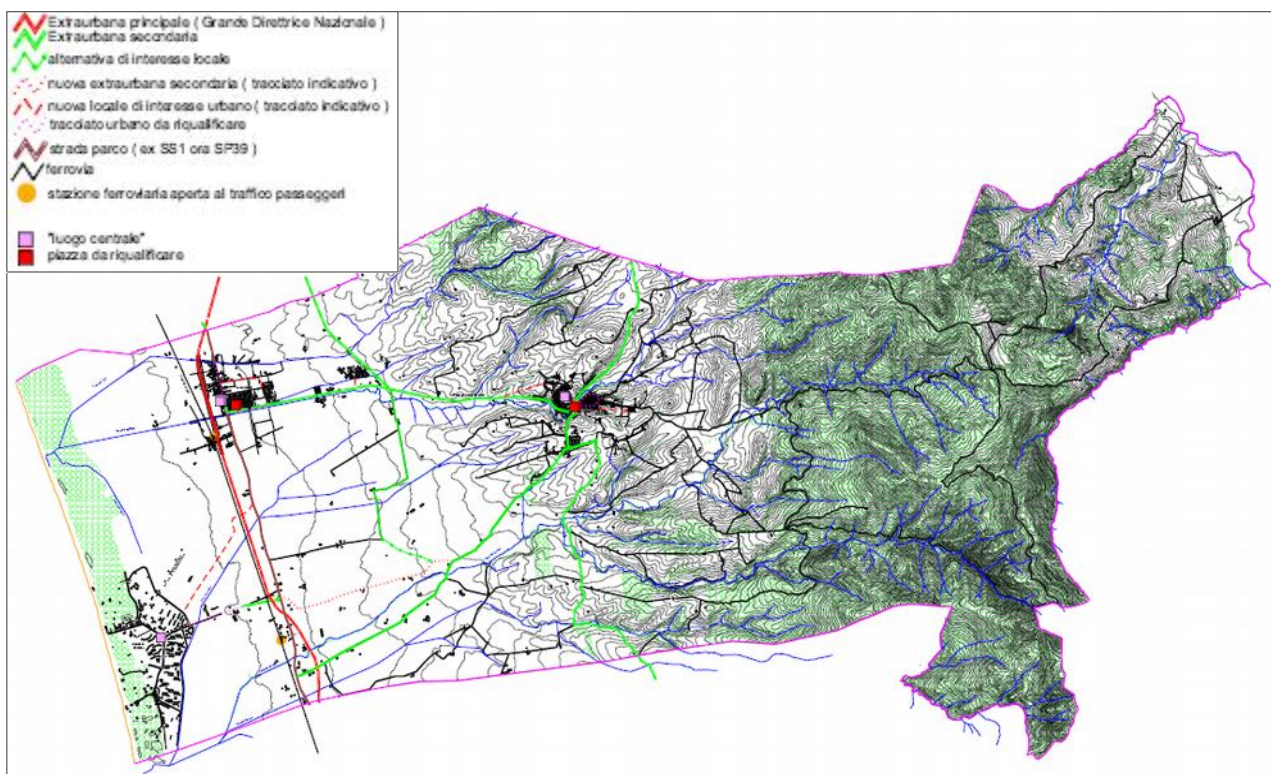 Extraurbana principale ( Grande Direttrice Nazionale )
Extraurbana secondaria
alternativa di interesse locale
nuova extraurbana secondaria ( tracciato indicativo )
nuova locale di interesse urbano ( tracciato indicativo )
tracciato urbano da riqualificare
strada parco ( ex SS1 ora SP39 )
ferrovia
stazione ferroviaria aperta al traffico passeggeri
"luogo centrale"
piazza da riqualificare